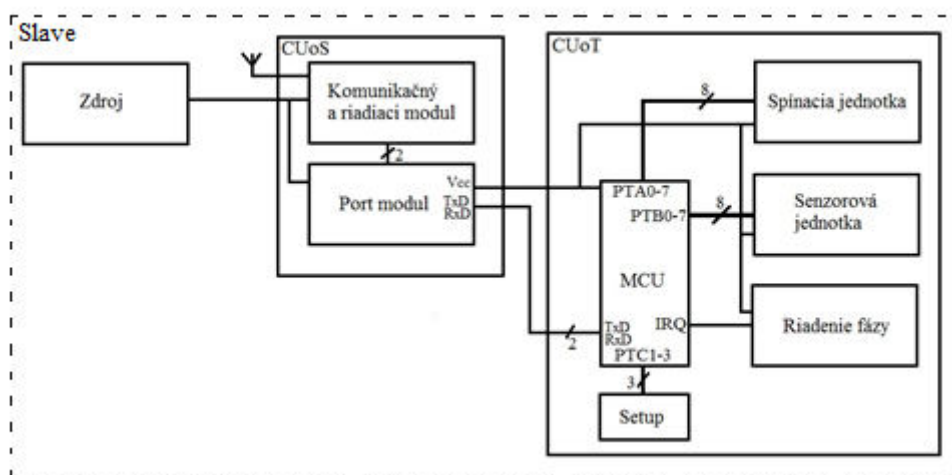 Slave
CUoS
CUoT
Zdroj
Komunikačný
a riadiaci modul
2
Port modul
Vcc
TxD
RxD
8
Spínacia jednotka
PTA0-7
PTB0-7
8
Senzorová
jednotka
MCU
TxD
RxD
2
IRQ
Riadenie fázy
PTC1-3
3
Setup